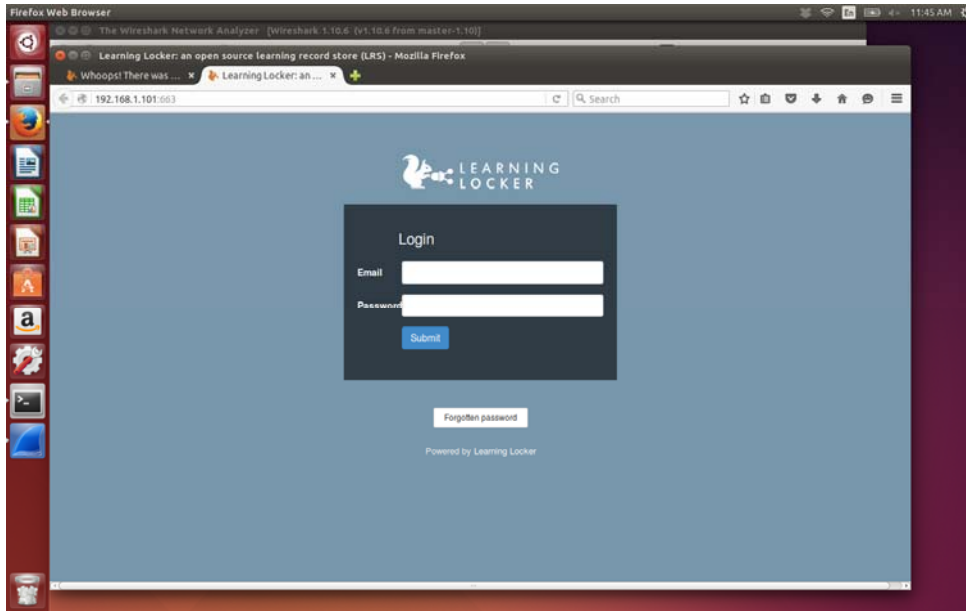 Firefox Web Browser
En
11:45 AM
The Wireshark Network Analyzer [Wireshark 1.10.6 (v1.10.6 from master-1.10)]
Learning Locker: an open source learning record store (LRS) - Mozilla Firefox
Whoops! There was ...
Learning Locker: an ...
192.168.1.101:663
Search
LEARNING
LOCKER
Login
Email
Password
Submit
Forgotten password
Powered by Learning Locker